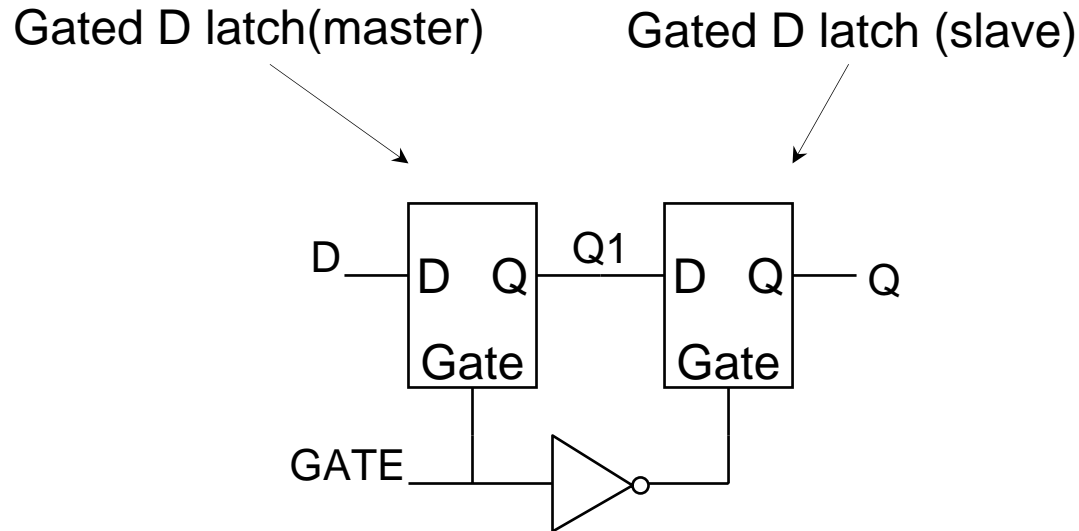 Gated D latch(master)
Gated D latch (slave)
D
D
Q
Q1
D
Q
Q
Gate
Gate
GATE